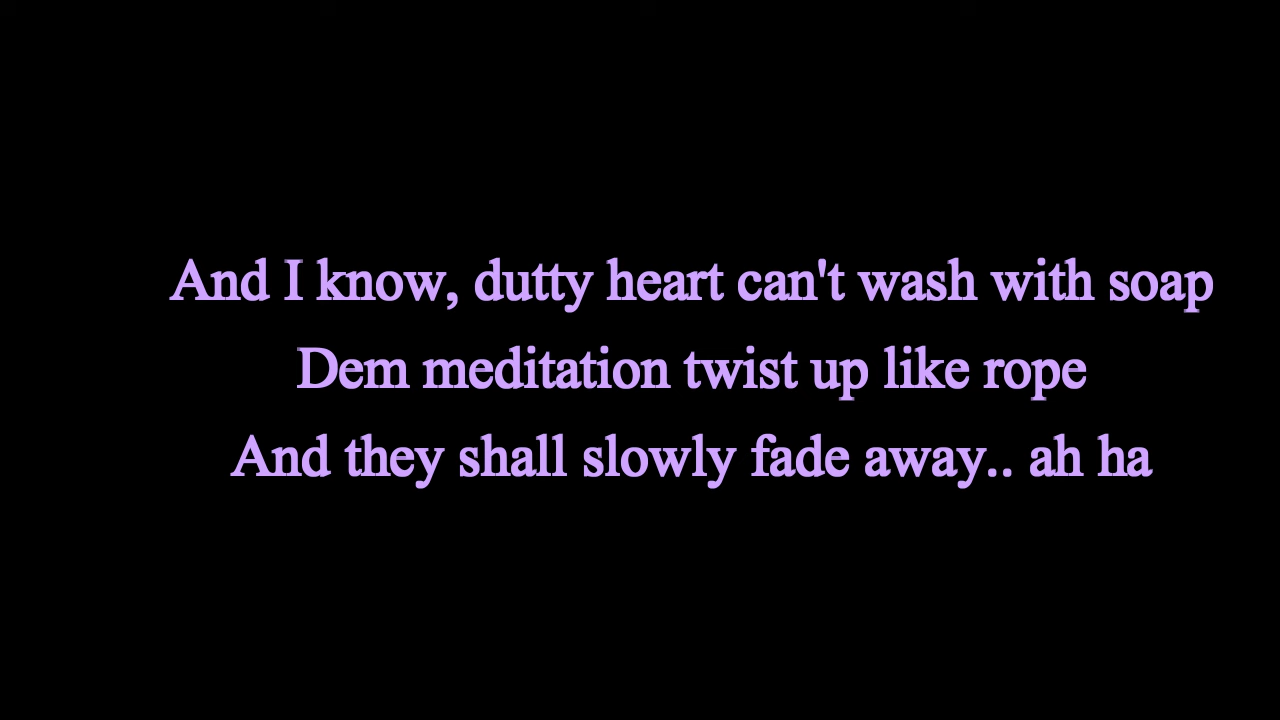 And I know, dutty heart can't wash with soap
Dem meditation twist up like rope
And they shall slowly fade away.. ah ha